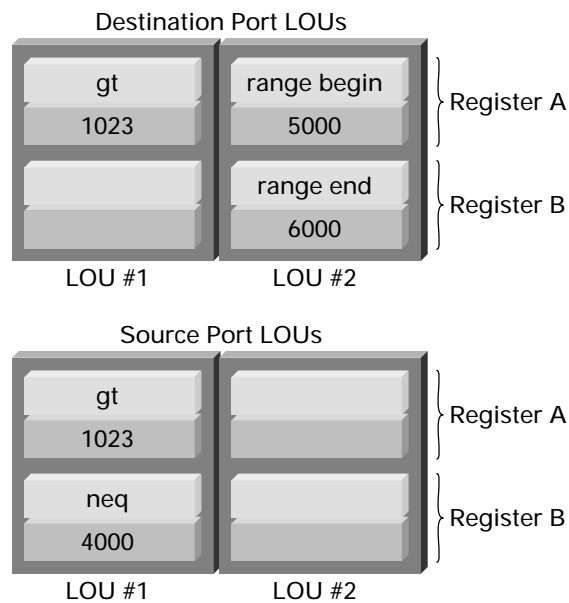 Destination Port LOUs
gt
range begin
Register A
1023
5000
range end
Register B
6000
LOU #1
LOU #2
Source Port LOUs
gt
Register A
1023
neq
Register B
4000
LOU #1
LOU #2